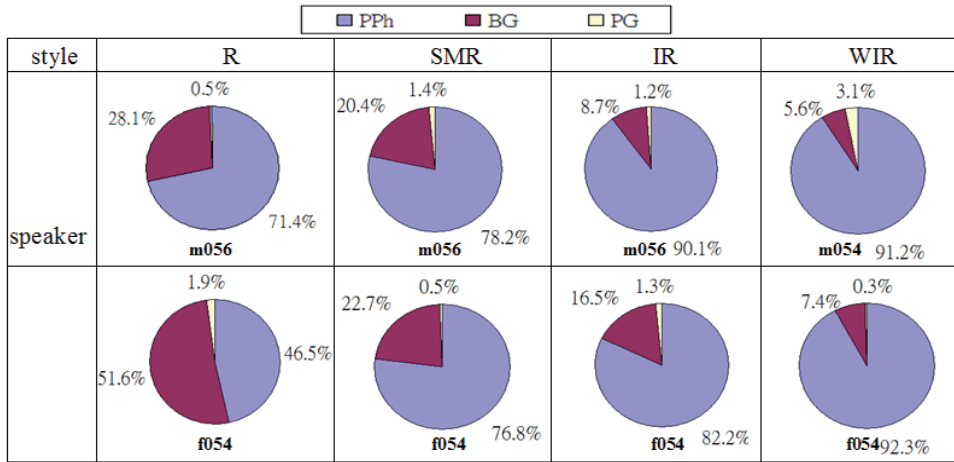 PPh BG PG
style R SMR IR WIR
speaker
0.5%
28.1%
71.4%
m056
1.4%
20.4%
78.2%
m056
1.2%
8.7%
90.1%
m056
3.1%
5.6%
91.2%
m054
1.9%
51.6%
46.5%
f054
0.5%
22.7%
76.8%
f054
1.3%
16.5%
82.2%
f054
0.3%
7.4%
92.3%
f054